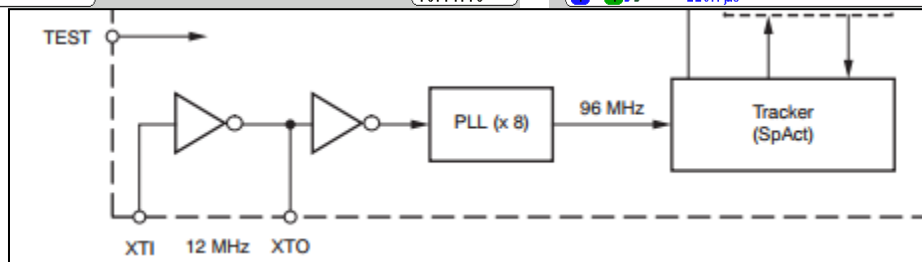 TEST
PLL (x 8)
96 MHz
Tracker
(SpAct)
XTI 12 MHz XTO